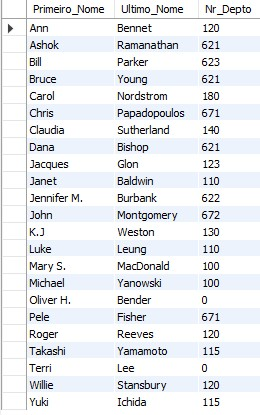 Primeiro_Nome Ultimo_Nome Nr_Depto
Ann Bennet 120
Ashok Ramanathan 621
Bill Parker 623
Bruce Young 621
Carol Nordstrom 180
Chris Papadopoulos 671
Claudia Sutherland 140
Dana Bishop 621
Jacques Glon 123
Janet Baldwin 110
Jennifer M. Burbank 622
John Montgomery 672
K.J Weston 130
Luke Leung 110
Mary S. MacDonald 100
Michael Yanowski 100
Oliver H. Bender 0
Pele Fisher 671
Roger Reeves 120
Takashi Yamamoto 115
Terri Lee 0
Willie Stansbury 120
Yuki Ichida 115